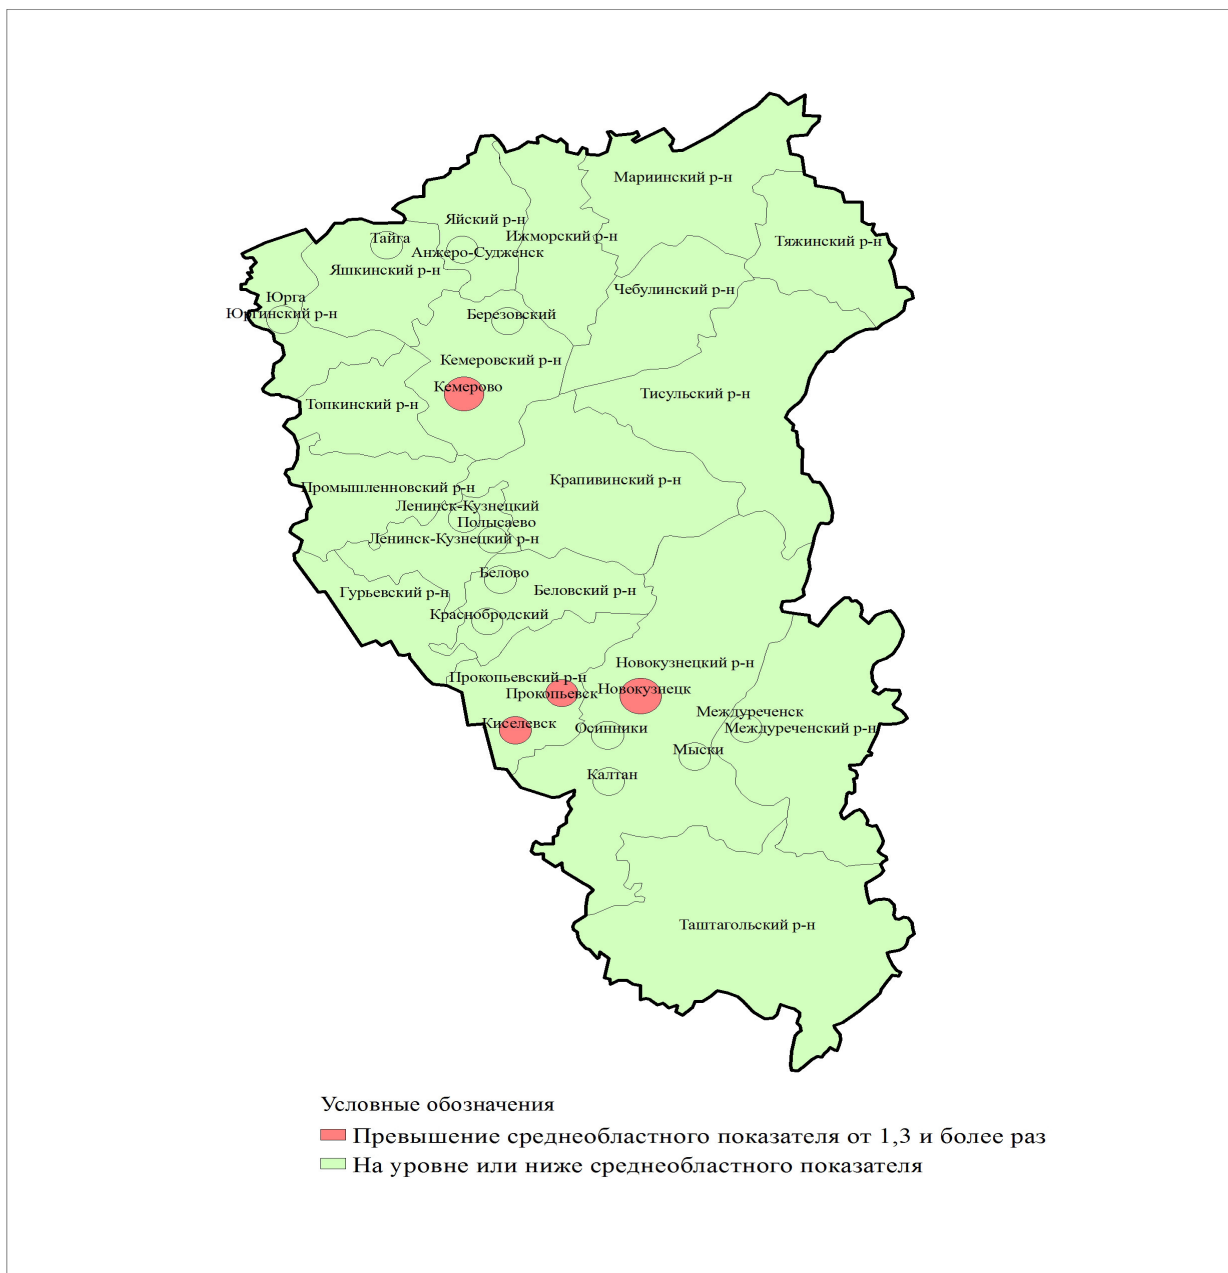 Мариинский р-н
Яйский р-н
Ижморский р-н
Тяжинский р-н
Тайга
Анжеро-Судженск
Яшкинский р-н
Чебулинский р-н
Юрга
Юргинский р-н
Березовский
Кемеровский р-н
Кемерово
Тисульский р-н
Топкинский р-н
Крапивинский р-н
Промышленновский р-н
Ленинск-Кузнецкий
Полысаево
Ленинск-Кузнецкий р-н
Белово
Беловский р-н
Гурьевский р-н
Краснобродский
Новокузнецкий р-н
Прокопьевский р-н
Прокопьевск
Новокузнецк
Междуреченск
Киселевск
Осинники
Междуреченский р-н
Мыски
Калтан
Таштагольский р-н
Условные обозначения
Превышение среднеобластного показателя от 1,3 и более раз
На уровне или ниже среднеобластного показателя